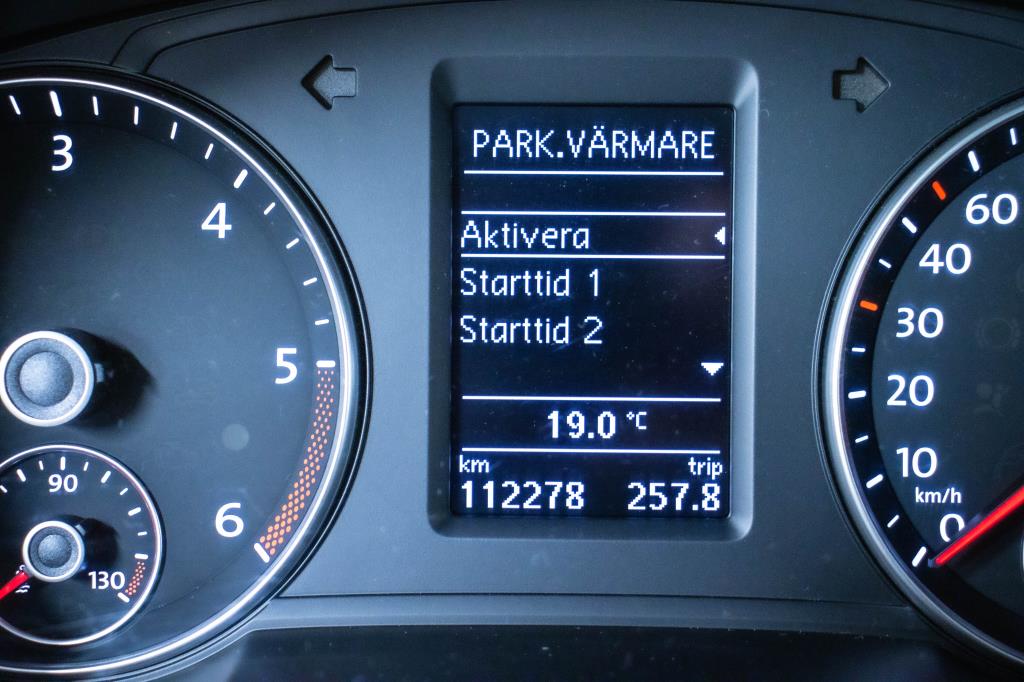 3
4
5
6
90
130
PARK.VÄRMARE
Aktivera
Starttid 1
Starttid 2
19.0 °C
km trip
112278 257.8
60
40
30
20
10
km/h
0